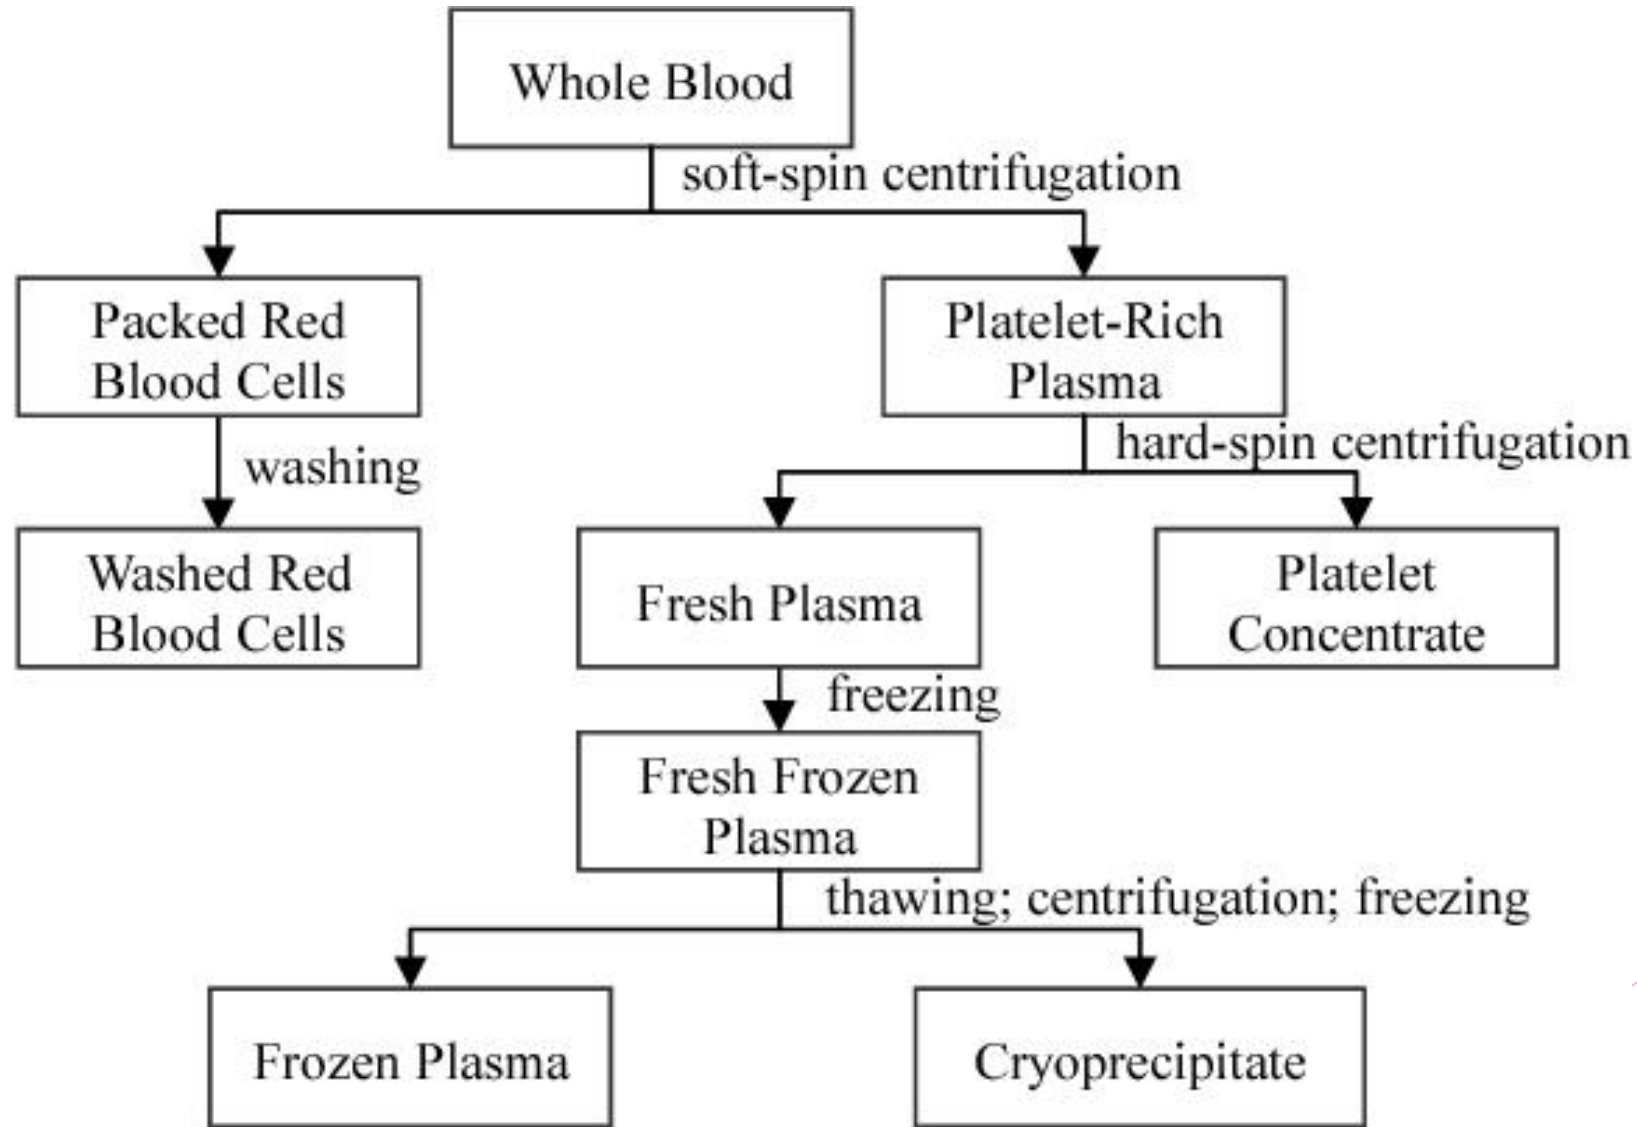 Whole Blood
soft-spin centrifugation
Packed Red
Blood Cells
Platelet-Rich
Plasma
hard-spin centrifugation
washing
Washed Red
Blood Cells
Fresh Plasma
Platelet
Concentrate
freezing
Fresh Frozen
Plasma
thawing; centrifugation; freezing
Frozen Plasma
Cryoprecipitate